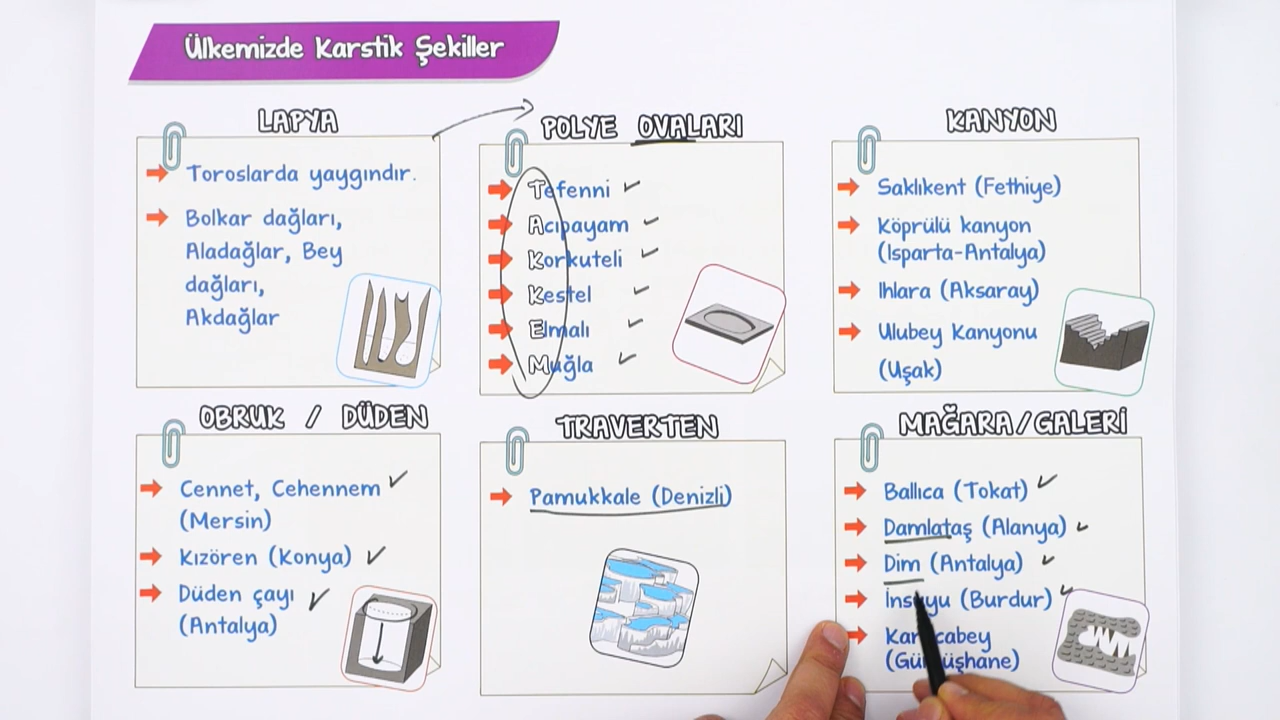 Ülkemizde Karstik Şekiller
LAPYA
Toroslarda yaygındır.
Bolkar dağları,
Aladağlar, Bey
dağları,
Akdağlar
POLYE OVALARI
Tefenni
Acıpayam
Korkuteli
Kestel
Elmalı
Muğla
KANYON
Saklıkent (Fethiye)
Köprülü kanyon
(Isparta-Antalya)
Ihlara (Aksaray)
Ulubey Kanyonu
(Uşak)
OBRUK / DÜDEN
Cennet, Cehennem
(Mersin)
Kızören (Konya)
Düden çayı
(Antalya)
TRAVERTEN
Pamukkale (Denizli)
MAĞARA/GALERİ
Ballıca (Tokat)
Damlataş (Alanya)
Dim (Antalya)
İnsuyu (Burdur)
(Gümüşhane)